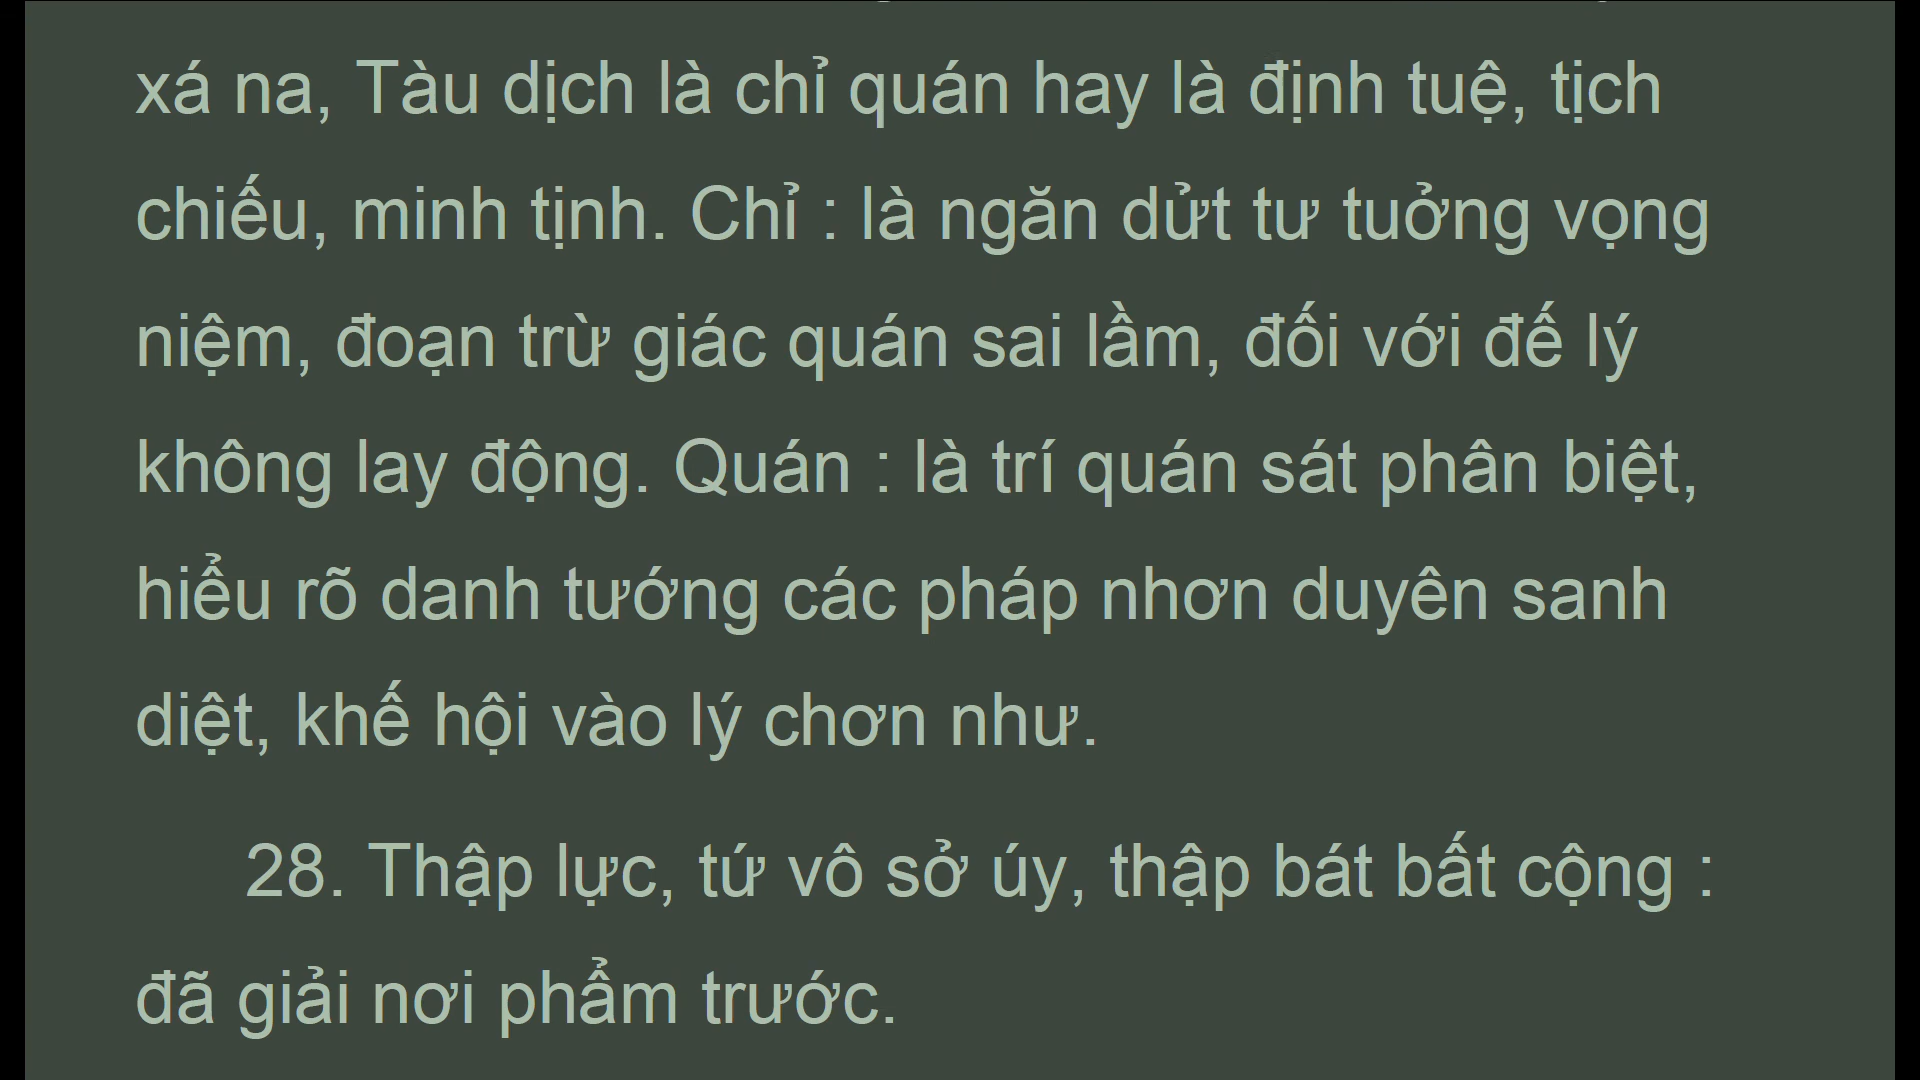 xá na, Tàu dịch là chỉ quán hay là định tuệ, tịch
chiếu, minh tịnh. Chỉ : là ngăn dửt tư tuởng vọng
niệm, đoạn trừ giác quán sai lầm, đối với đế lý
không lay động. Quán : là trí quán sát phân biệt,
hiểu rõ danh tướng các pháp nhơn duyên sanh
diệt, khế hội vào lý chơn như.
28. Thập lực, tứ vô sở úy, thập bát bất cộng :
đã giải nơi phẩm trước.